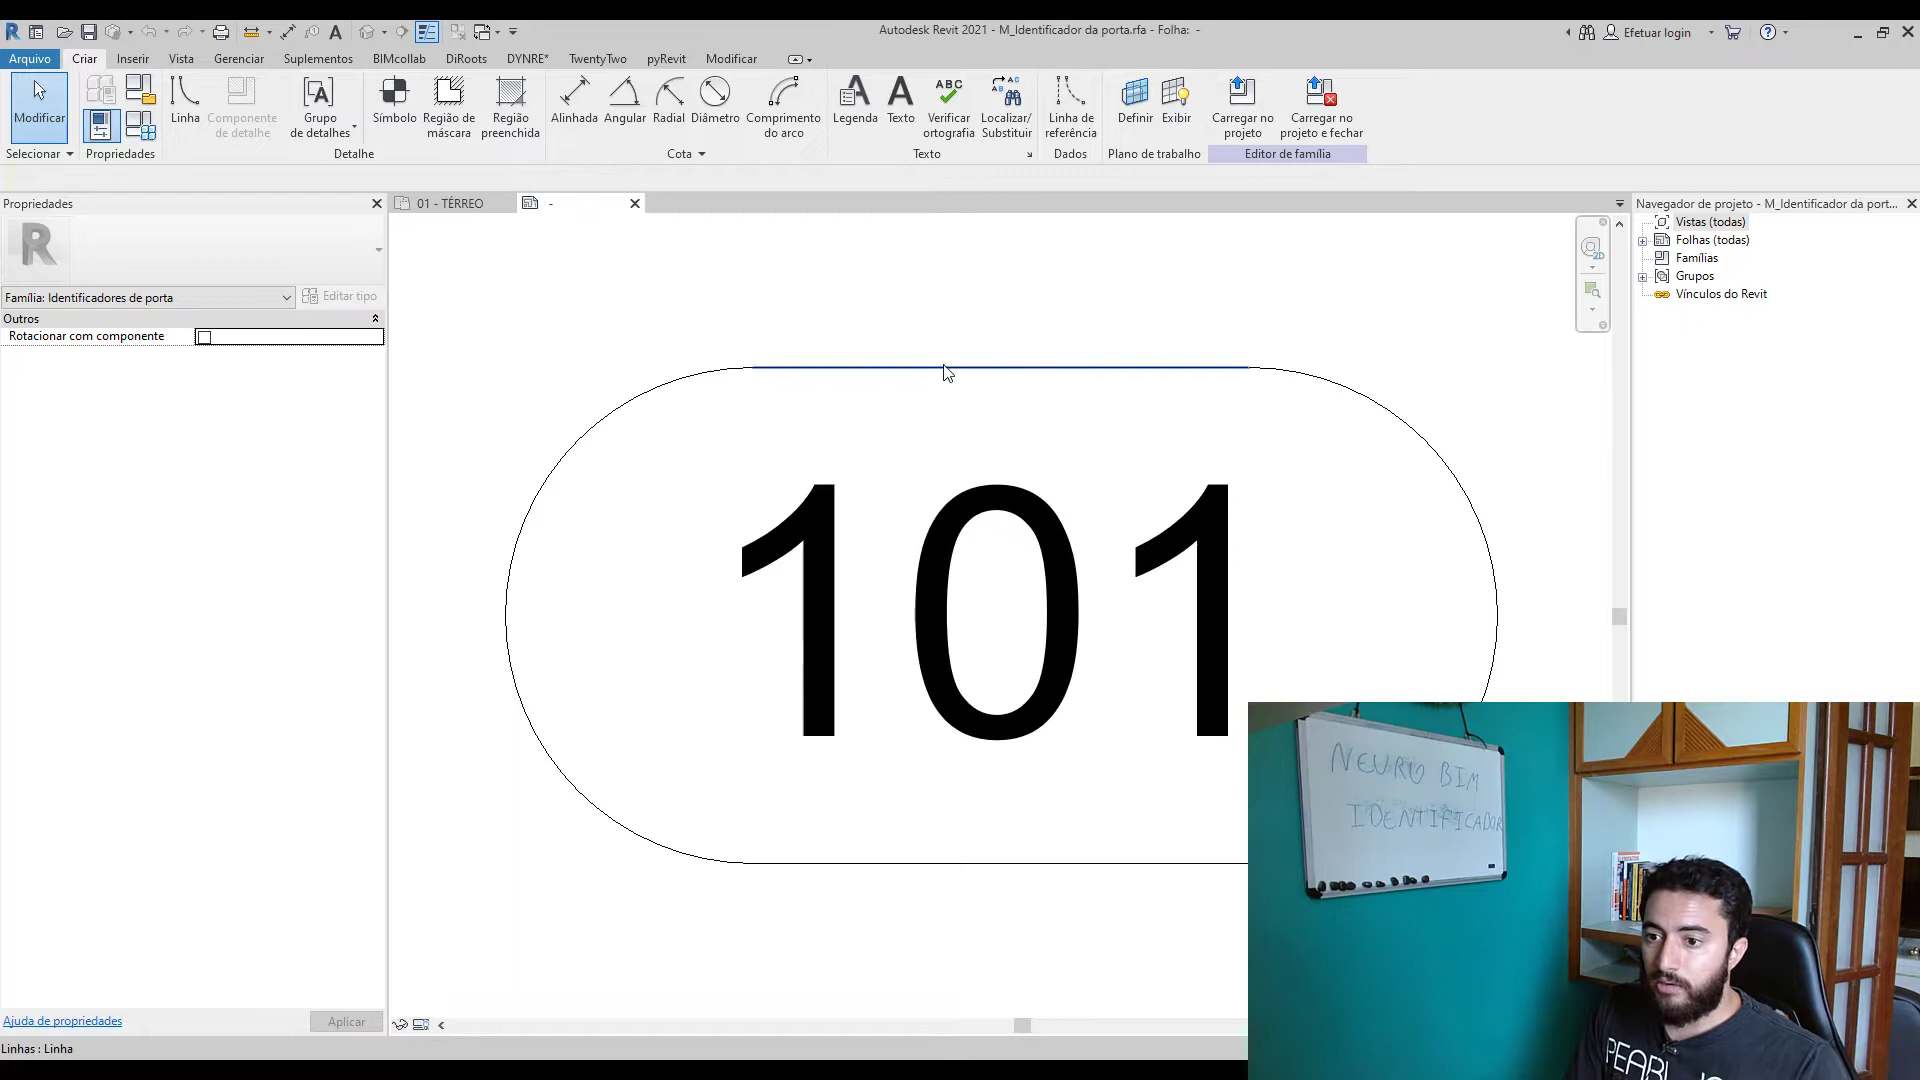 Autodesk Revit 2021 - M_Identificador da porta.rfa - Folha: -
Efetuar login
Arquivo
Criar
Inserir
Vista
Gerenciar
Suplementos
BIMcollab
DiRoots
DYNRE*
TwentyTwo
pyRevit
Modificar
Modificar
Linha
Componente de detalhe
Grupo de detalhes
Símbolo
Região de máscara
Região preenchida
Alinhada
Angular
Radial
Diâmetro
Comprimento do arco
Legenda
Texto
ABC
Verificar ortografia
Localizar/ Substituir
Linha de referência
Definir
Exibir
Carregar no projeto
Carregar no projeto e fechar
Selecionar
Propriedades
Detalhe
Cota
Texto
Dados
Plano de trabalho
Editor de família
Propriedades
01 - TÉRREO
-
Navegador de projeto - M_Identificador da port...
Vistas (todas)
Folhas (todas)
Famílias
Grupos
Vínculos do Revit
Família: Identificadores de porta
Editar tipo
Outros
Rotacionar com componente
2D
101
NEURO BIM
IDENTIFICADOR
PEARL
Ajuda de propriedades
Aplicar
Linhas : Linha